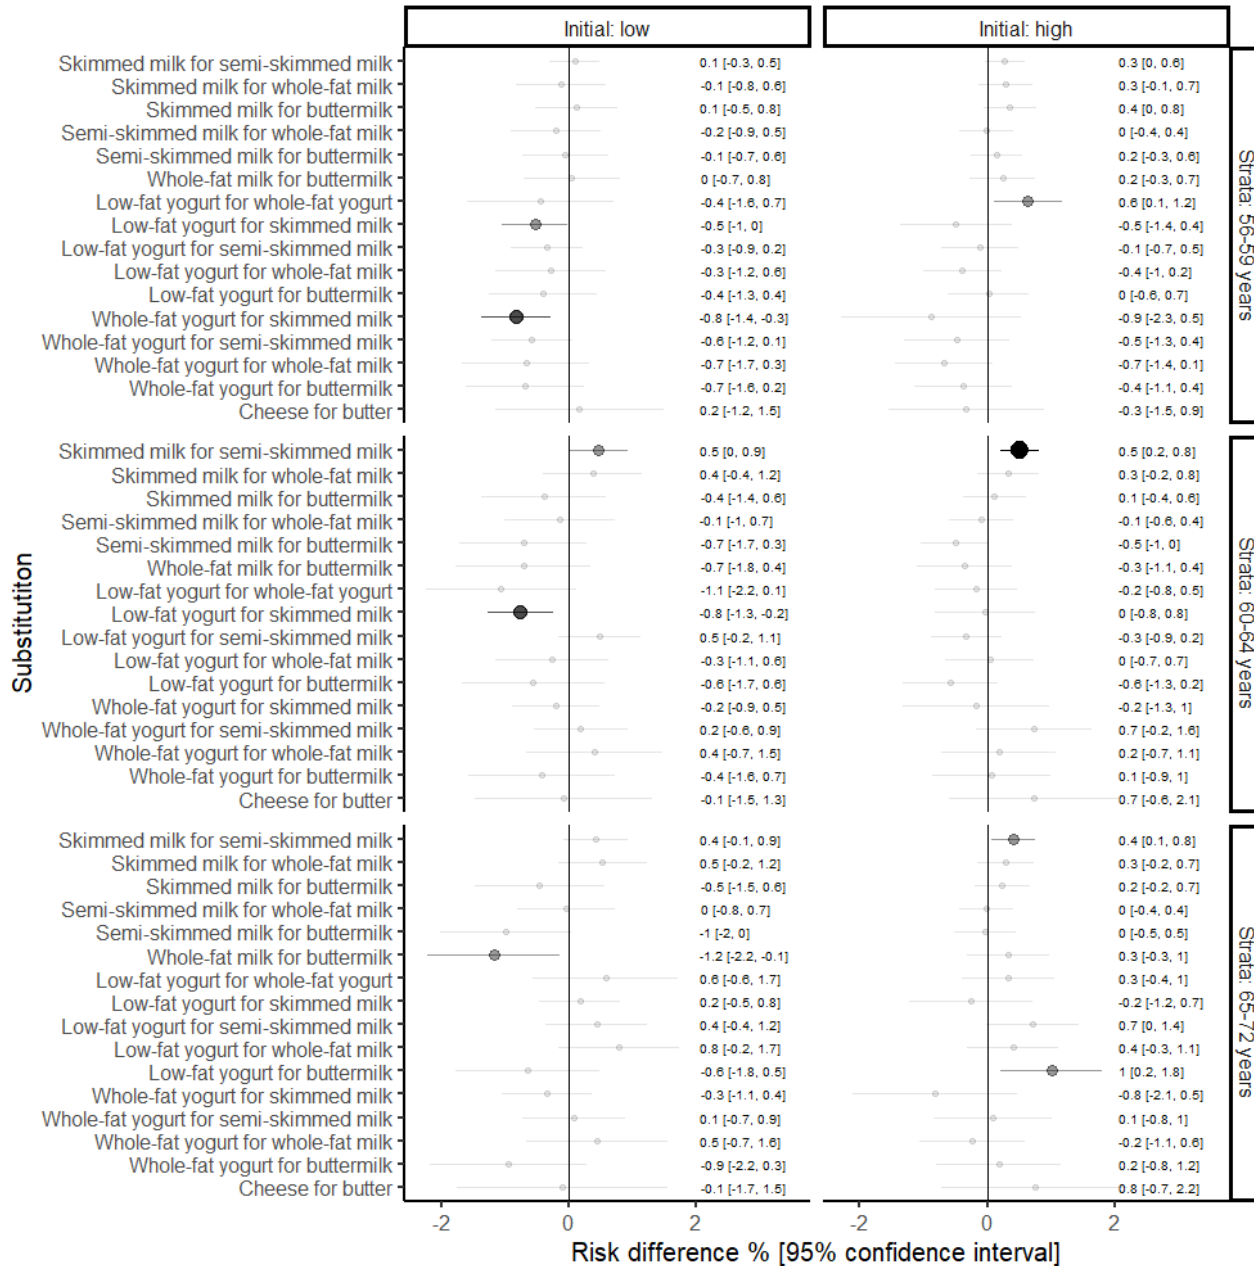 Initial: low Initial: high
Skimmed milk for semi-skimmed milk 0.1 [-0.3, 0.5] 0.3 [0, 0.6]
Skimmed milk for whole-fat milk -0.1 [-0.8, 0.6] 0.3 [-0.1, 0.7]
Skimmed milk for buttermilk 0.1 [-0.5, 0.8] 0.4 [0, 0.8]
Semi-skimmed milk for whole-fat milk -0.2 [-0.9, 0.5] 0 [-0.4, 0.4]
Semi-skimmed milk for buttermilk -0.1 [-0.7, 0.6] 0.2 [-0.3, 0.6]
Whole-fat milk for buttermilk 0 [-0.7, 0.8] 0.2 [-0.3, 0.7]
Low-fat yogurt for whole-fat yogurt -0.4 [-1.6, 0.7] 0.6 [0.1, 1.2]
Low-fat yogurt for skimmed milk -0.5 [-1, 0] -0.5 [-1.4, 0.4]
Low-fat yogurt for semi-skimmed milk -0.3 [-0.9, 0.2] -0.1 [-0.7, 0.5]
Low-fat yogurt for whole-fat milk -0.3 [-1.2, 0.6] -0.4 [-1, 0.2]
Low-fat yogurt for buttermilk -0.4 [-1.3, 0.4] 0 [-0.6, 0.7]
Whole-fat yogurt for skimmed milk -0.8 [-1.4, -0.3] -0.9 [-2.3, 0.5]
Whole-fat yogurt for semi-skimmed milk -0.6 [-1.2, 0.1] -0.5 [-1.3, 0.4]
Whole-fat yogurt for whole-fat milk -0.7 [-1.7, 0.3] -0.7 [-1.4, 0.1]
Whole-fat yogurt for buttermilk -0.7 [-1.6, 0.2] -0.4 [-1.1, 0.4]
Cheese for butter 0.2 [-1.2, 1.5] -0.3 [-1.5, 0.9]
Strata: 56-59 years
Skimmed milk for semi-skimmed milk 0.5 [0, 0.9] 0.5 [0.2, 0.8]
Skimmed milk for whole-fat milk 0.4 [-0.4, 1.2] 0.3 [-0.2, 0.8]
Skimmed milk for buttermilk -0.4 [-1.4, 0.6] 0.1 [-0.4, 0.6]
Semi-skimmed milk for whole-fat milk -0.1 [-1, 0.7] -0.1 [-0.6, 0.4]
Semi-skimmed milk for buttermilk -0.7 [-1.7, 0.3] -0.5 [-1, 0]
Whole-fat milk for buttermilk -0.7 [-1.8, 0.4] -0.3 [-1.1, 0.4]
Low-fat yogurt for whole-fat yogurt -1.1 [-2.2, 0.1] -0.2 [-0.8, 0.5]
Low-fat yogurt for skimmed milk -0.8 [-1.3, -0.2] 0 [-0.8, 0.8]
Low-fat yogurt for semi-skimmed milk 0.5 [-0.2, 1.1] -0.3 [-0.9, 0.2]
Low-fat yogurt for whole-fat milk -0.3 [-1.1, 0.6] 0 [-0.7, 0.7]
Low-fat yogurt for buttermilk -0.6 [-1.7, 0.6] -0.6 [-1.3, 0.2]
Whole-fat yogurt for skimmed milk -0.2 [-0.9, 0.5] -0.2 [-1.3, 1]
Whole-fat yogurt for semi-skimmed milk 0.2 [-0.6, 0.9] 0.7 [-0.2, 1.6]
Whole-fat yogurt for whole-fat milk 0.4 [-0.7, 1.5] 0.2 [-0.7, 1.1]
Whole-fat yogurt for buttermilk -0.4 [-1.6, 0.7] 0.1 [-0.9, 1]
Cheese for butter -0.1 [-1.5, 1.3] 0.7 [-0.6, 2.1]
Strata: 60-64 years
Substitutiton
Skimmed milk for semi-skimmed milk 0.4 [-0.1, 0.9] 0.4 [0.1, 0.8]
Skimmed milk for whole-fat milk 0.5 [-0.2, 1.2] 0.3 [-0.2, 0.7]
Skimmed milk for buttermilk -0.5 [-1.5, 0.6] 0.2 [-0.2, 0.7]
Semi-skimmed milk for whole-fat milk 0 [-0.8, 0.7] 0 [-0.4, 0.4]
Semi-skimmed milk for buttermilk -1 [-2, 0] 0 [-0.5, 0.5]
Whole-fat milk for buttermilk -1.2 [-2.2, -0.1] 0.3 [-0.3, 1]
Low-fat yogurt for whole-fat yogurt 0.6 [-0.6, 1.7] 0.3 [-0.4, 1]
Low-fat yogurt for skimmed milk 0.2 [-0.5, 0.8] -0.2 [-1.2, 0.7]
Low-fat yogurt for semi-skimmed milk 0.4 [-0.4, 1.2] 0.7 [0, 1.4]
Low-fat yogurt for whole-fat milk 0.8 [-0.2, 1.7] 0.4 [-0.3, 1.1]
Low-fat yogurt for buttermilk -0.6 [-1.8, 0.5] 1 [0.2, 1.8]
Whole-fat yogurt for skimmed milk -0.3 [-1.1, 0.4] -0.8 [-2.1, 0.5]
Whole-fat yogurt for semi-skimmed milk 0.1 [-0.7, 0.9] 0.1 [-0.8, 1]
Whole-fat yogurt for whole-fat milk 0.5 [-0.7, 1.6] -0.2 [-1.1, 0.6]
Whole-fat yogurt for buttermilk -0.9 [-2.2, 0.3] 0.2 [-0.8, 1.2]
Cheese for butter -0.1 [-1.7, 1.5] 0.8 [-0.7, 2.2]
Strata: 65-72 years
-2 0 2 -2 0 2
Risk difference % [95% confidence interval]